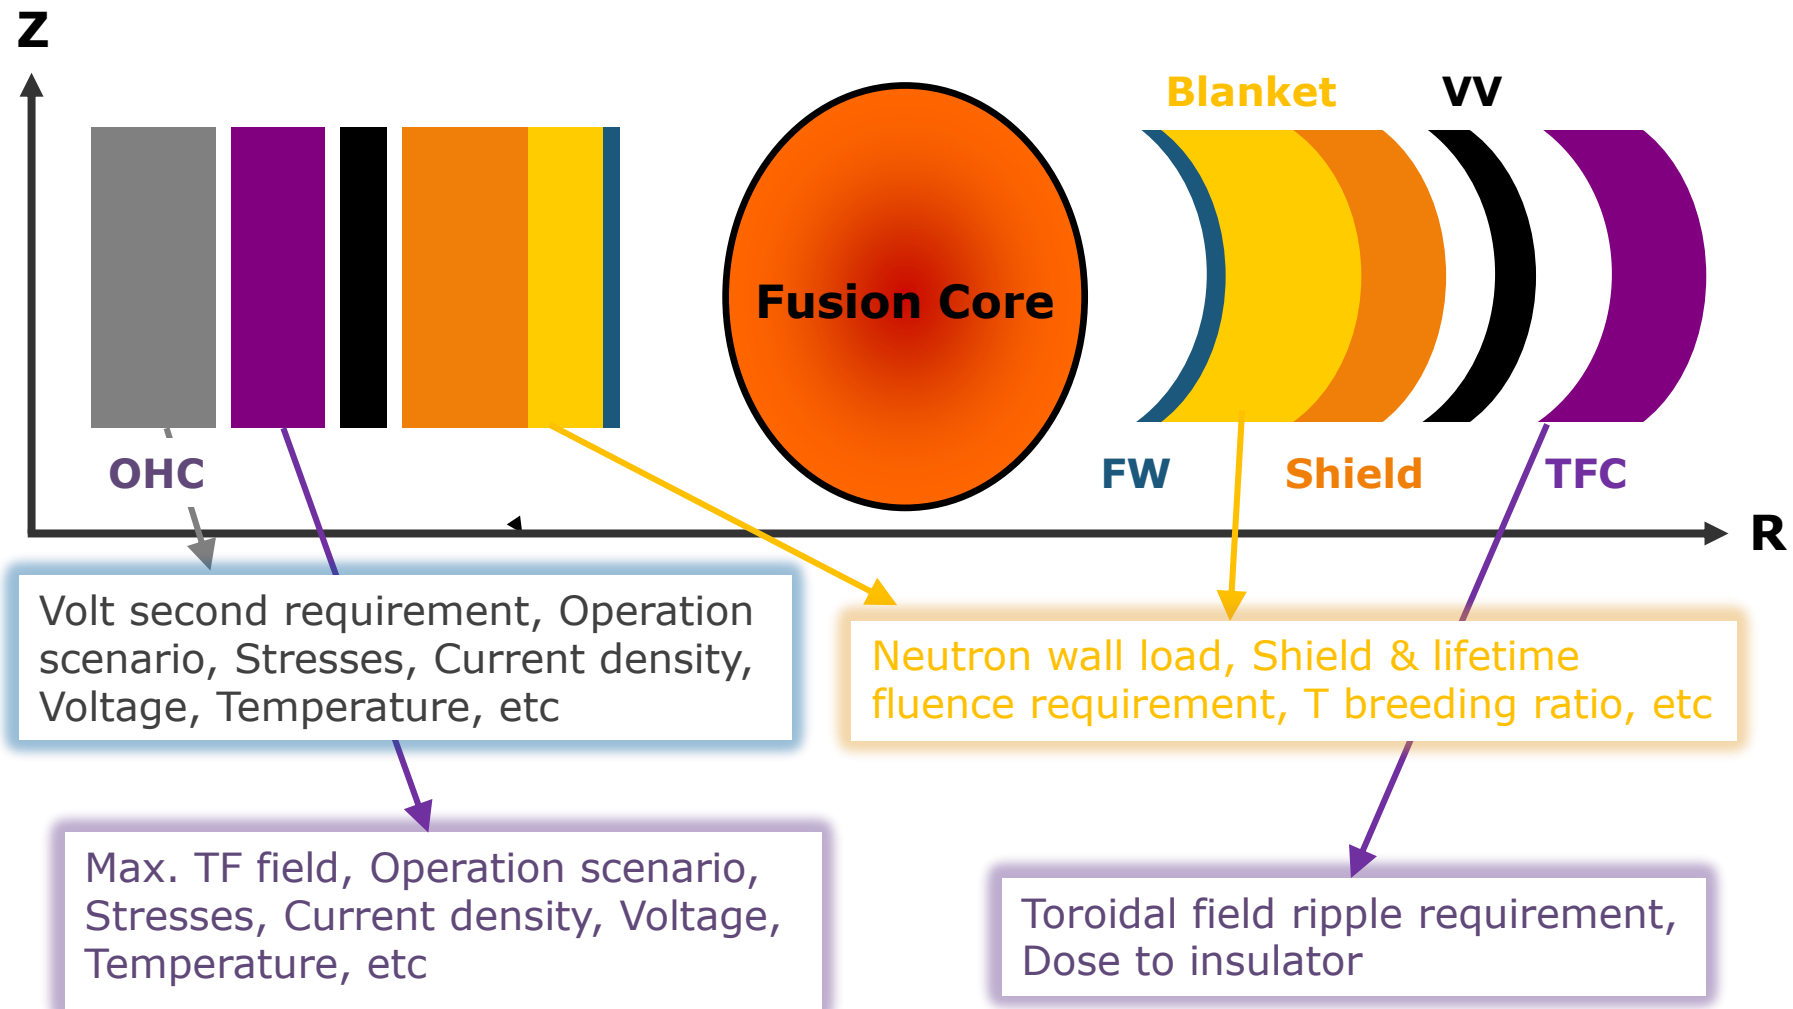 Z
Blanket
VV
Fusion Core
OHC
FW
Shield
TFC
R
Volt second requirement, Operation
scenario, Stresses, Current density,
Voltage, Temperature, etc
Neutron wall load, Shield & lifetime
fluence requirement, T breeding ratio, etc
Max. TF field, Operation scenario,
Stresses, Current density, Voltage,
Temperature, etc
Toroidal field ripple requirement,
Dose to insulator